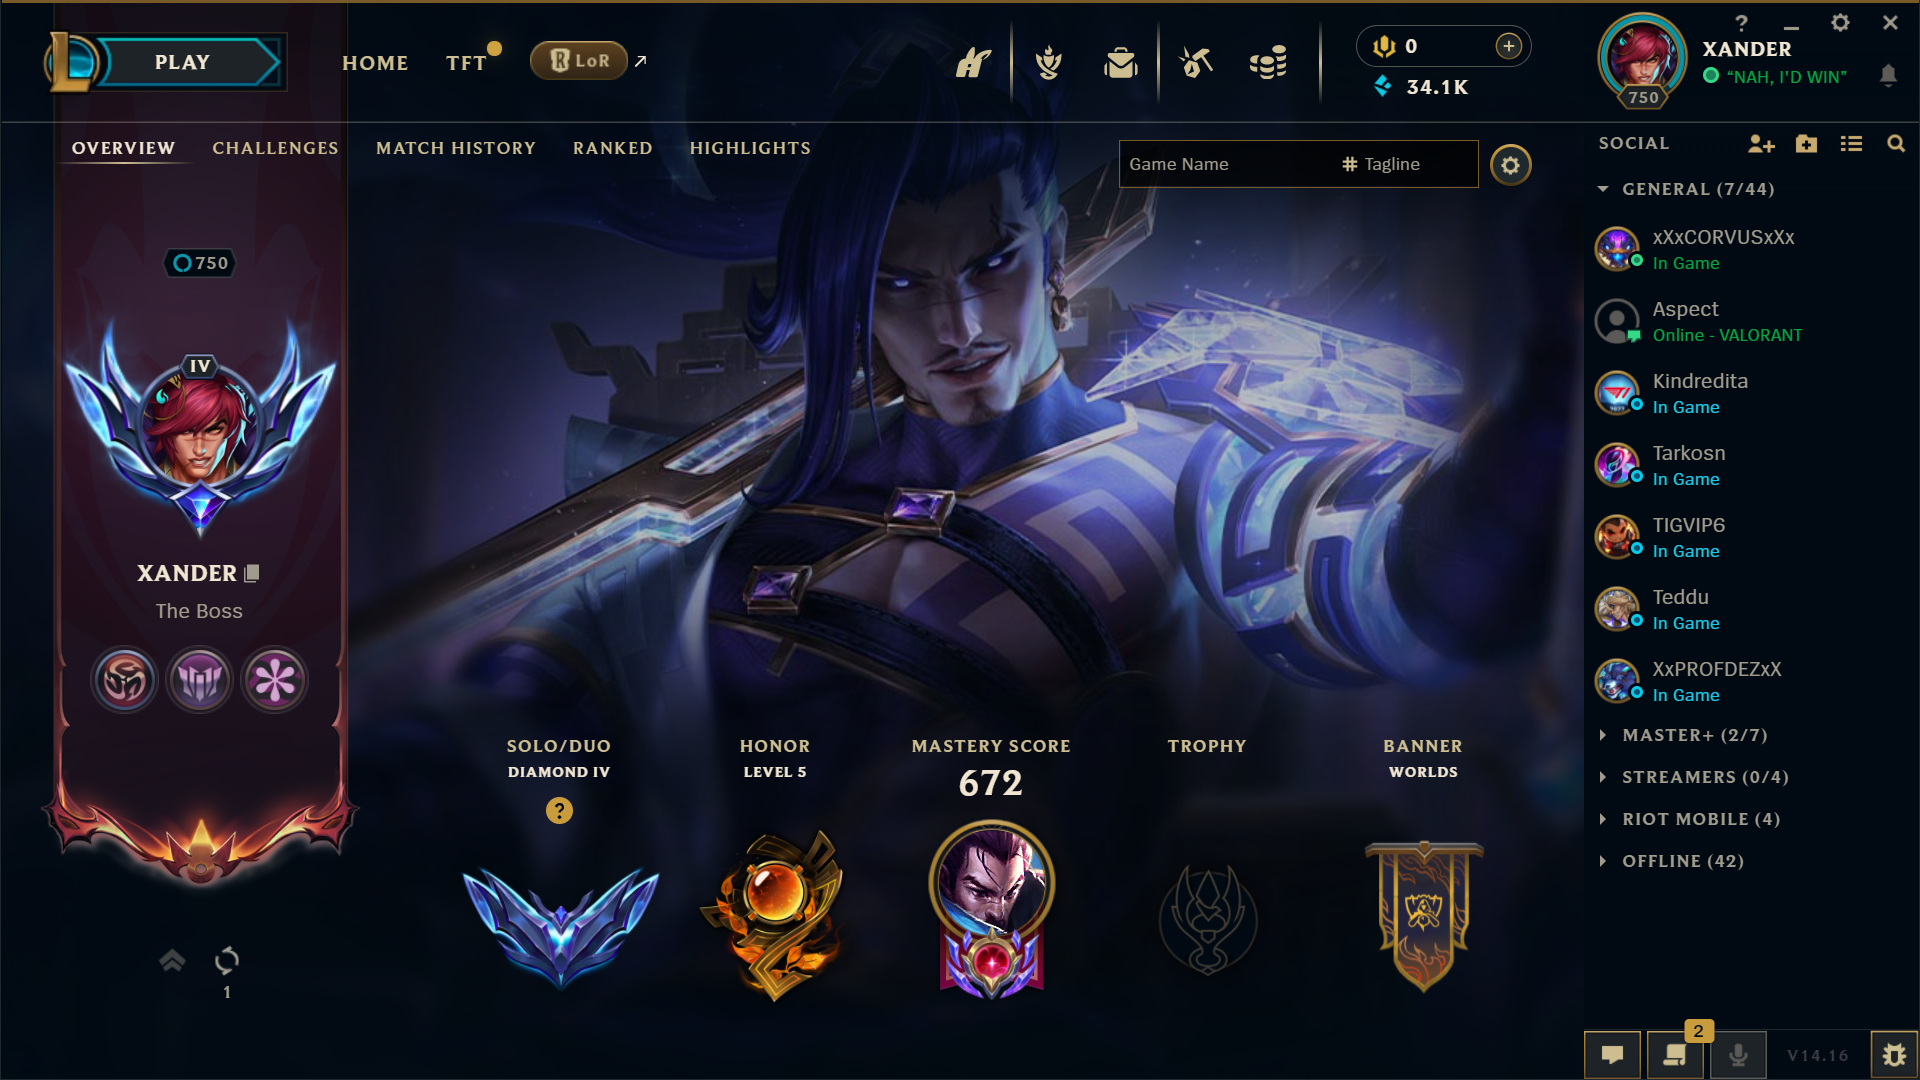 PLAY
HOME
TFT
LoR
0
34.1K
XANDER
"NAH, I'D WIN"
750
OVERVIEW
CHALLENGES
MATCH HISTORY
RANKED
HIGHLIGHTS
Game Name
# Tagline
750
IV
XANDER
The Boss
1
SOLO/DUO
DIAMOND IV
?
HONOR
LEVEL 5
MASTERY SCORE
672
TROPHY
BANNER
WORLDS
SOCIAL
GENERAL (7/44)
xXxCORVUSxXx
In Game
Aspect
Online - VALORANT
Kindredita
In Game
Tarkosn
In Game
TIGVIP6
In Game
Teddu
In Game
XxPROFDEZxX
In Game
MASTER+ (2/7)
STREAMERS (0/4)
RIOT MOBILE (4)
OFFLINE (42)
2
V14.16